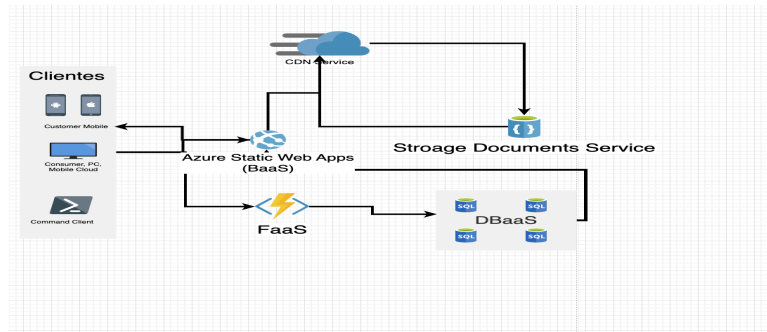 CDN Service
Clientes
Customer Mobile
Consumer, PC,
Mobile Cloud
Command Client
Azure Static Web Apps
(BaaS)
Stroage Documents Service
FaaS
SQL
SQL
DBaaS
SQL
SQL